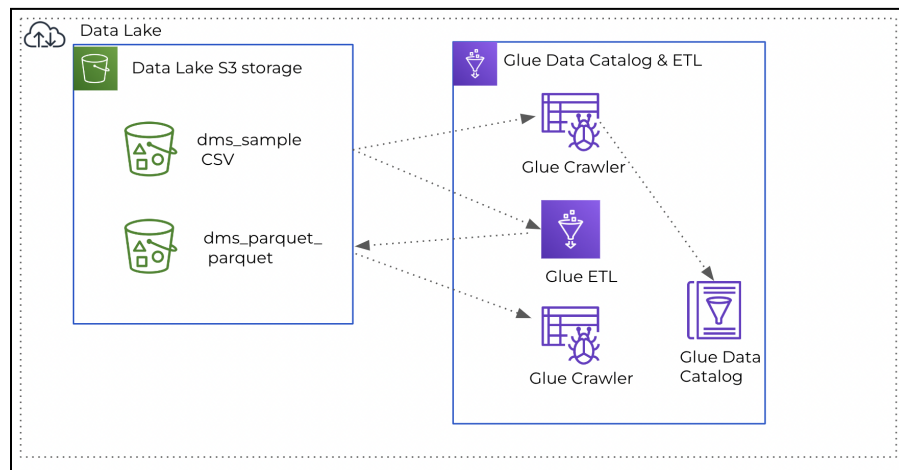 Data Lake
Data Lake S3 storage
dms_sample
CSV
dms_parquet_
parquet
Glue Data Catalog & ETL
Glue Crawler
Glue ETL
Glue Crawler
Glue Data
Catalog